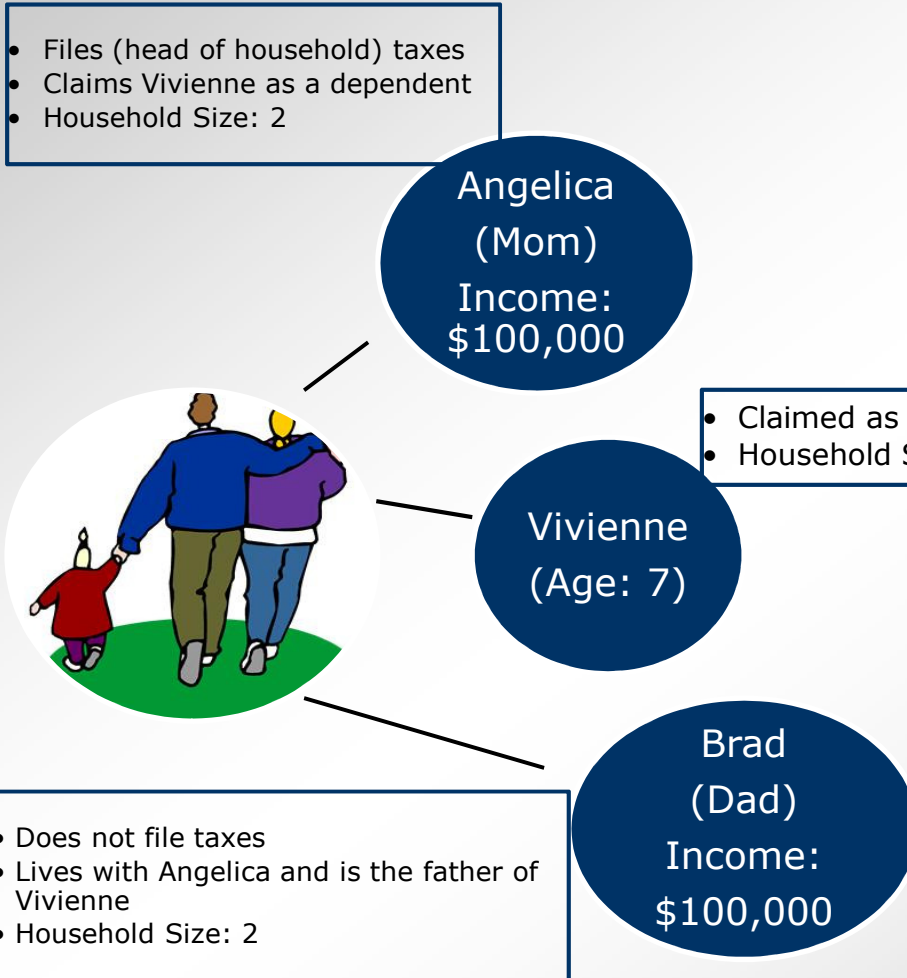 • Files (head of household) taxes
• Claims Vivienne as a dependent
• Household Size: 2
Angelica
(Mom)
Income:
$100,000
• Claimed as
• Household
Vivienne
(Age: 7)
Brad
(Dad)
Income:
$100,000
• Does not file taxes
• Lives with Angelica and is the father of
Vivienne
• Household Size: 2